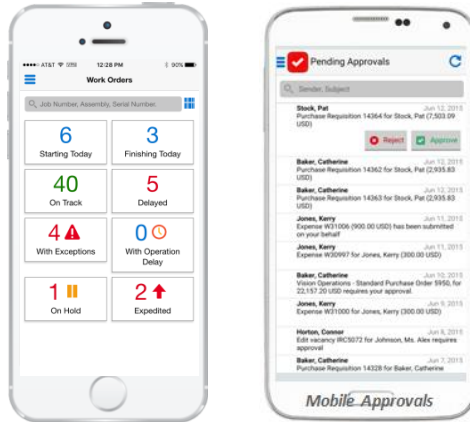 AT&T 12:28 PM 90%
Work Orders
Job Number, Assembly, Serial Number.
6
Starting Today
3
Finishing Today
40
On Track
5
Delayed
4
With Exceptions
0
With Operation
Delay
1
On Hold
2
Expedited
Pending Approvals
Sender, Subject
Stock, Pat Jun 12, 2015
Purchase Requisition 14364 for Stock, Pat (7,503.09
USD)
Reject Approve
Baker, Catherine Jun 12, 2015
Purchase Requisition 14362 for Stock, Pat (2,935.83
USD)
Baker, Catherine Jun 12, 2015
Purchase Requisition 14363 for Stock, Pat (2,935.83
USD)
Jones, Kerry Jun 11, 2015
Expense W31006 (900.00 USD) has been submitted
on your behalf
Jones, Kerry Jun 11, 2015
Expense W30997 for Jones, Kerry (300.00 USD)
Baker, Catherine Jun 10, 2015
Vision Operations - Standard Purchase Order 5950, for
22,157.20 USD requires your approval.
Jones, Kerry Jun 9, 2015
Expense W31000 for Jones, Kerry (300.00 USD)
Horton, Connor Jun 8, 2015
Edit vacancy IRC5072 for Johnson, Ms. Alex requires
approval
Baker, Catherine Jun 7, 2015
Purchase Requisition 14328 for Baker, Catherine
Mobile Approvals